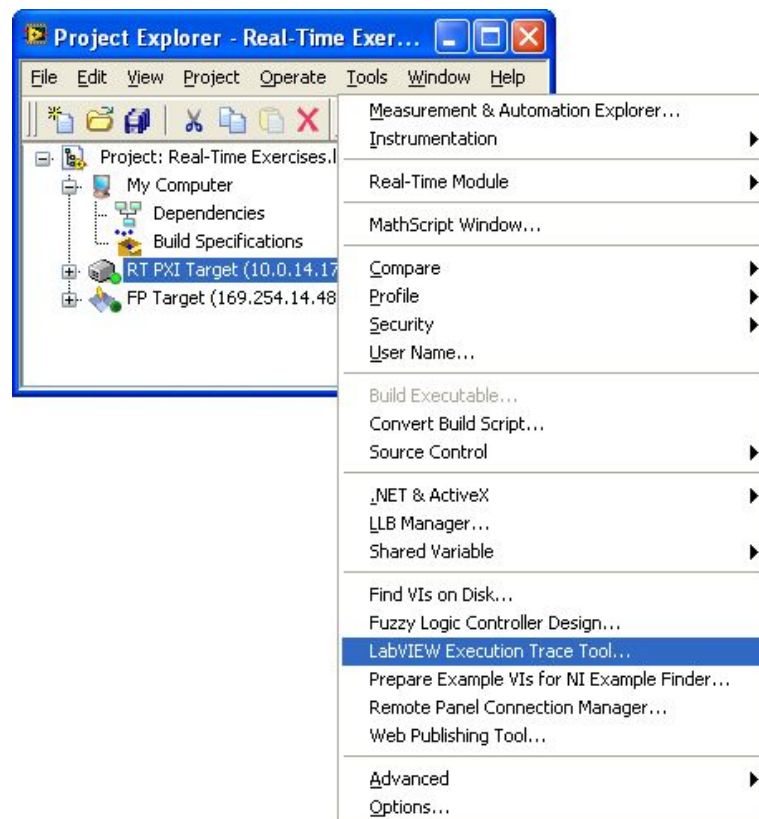 Project Explorer - Real-Time Exer...
File Edit View Project Operate Tools Window Help
Project: Real-Time Exercises.l
My Computer
Dependencies
Build Specifications
RT PXI Target (10.0.14.17
FP Target (169.254.14.48
Measurement & Automation Explorer...
Instrumentation
Real-Time Module
MathScript Window...
Compare
Profile
Security
User Name...
Build Executable...
Convert Build Script...
Source Control
.NET & ActiveX
LLB Manager...
Shared Variable
Find VIs on Disk...
Fuzzy Logic Controller Design...
LabVIEW Execution Trace Tool...
Prepare Example VIs for NI Example Finder...
Remote Panel Connection Manager...
Web Publishing Tool...
Advanced
Options...